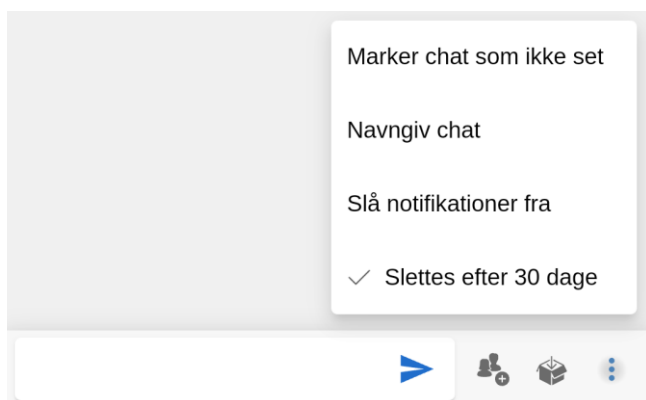 Marker chat som ikke set
Navngiv chat
Slå notifikationer fra
Slettes efter 30 dage